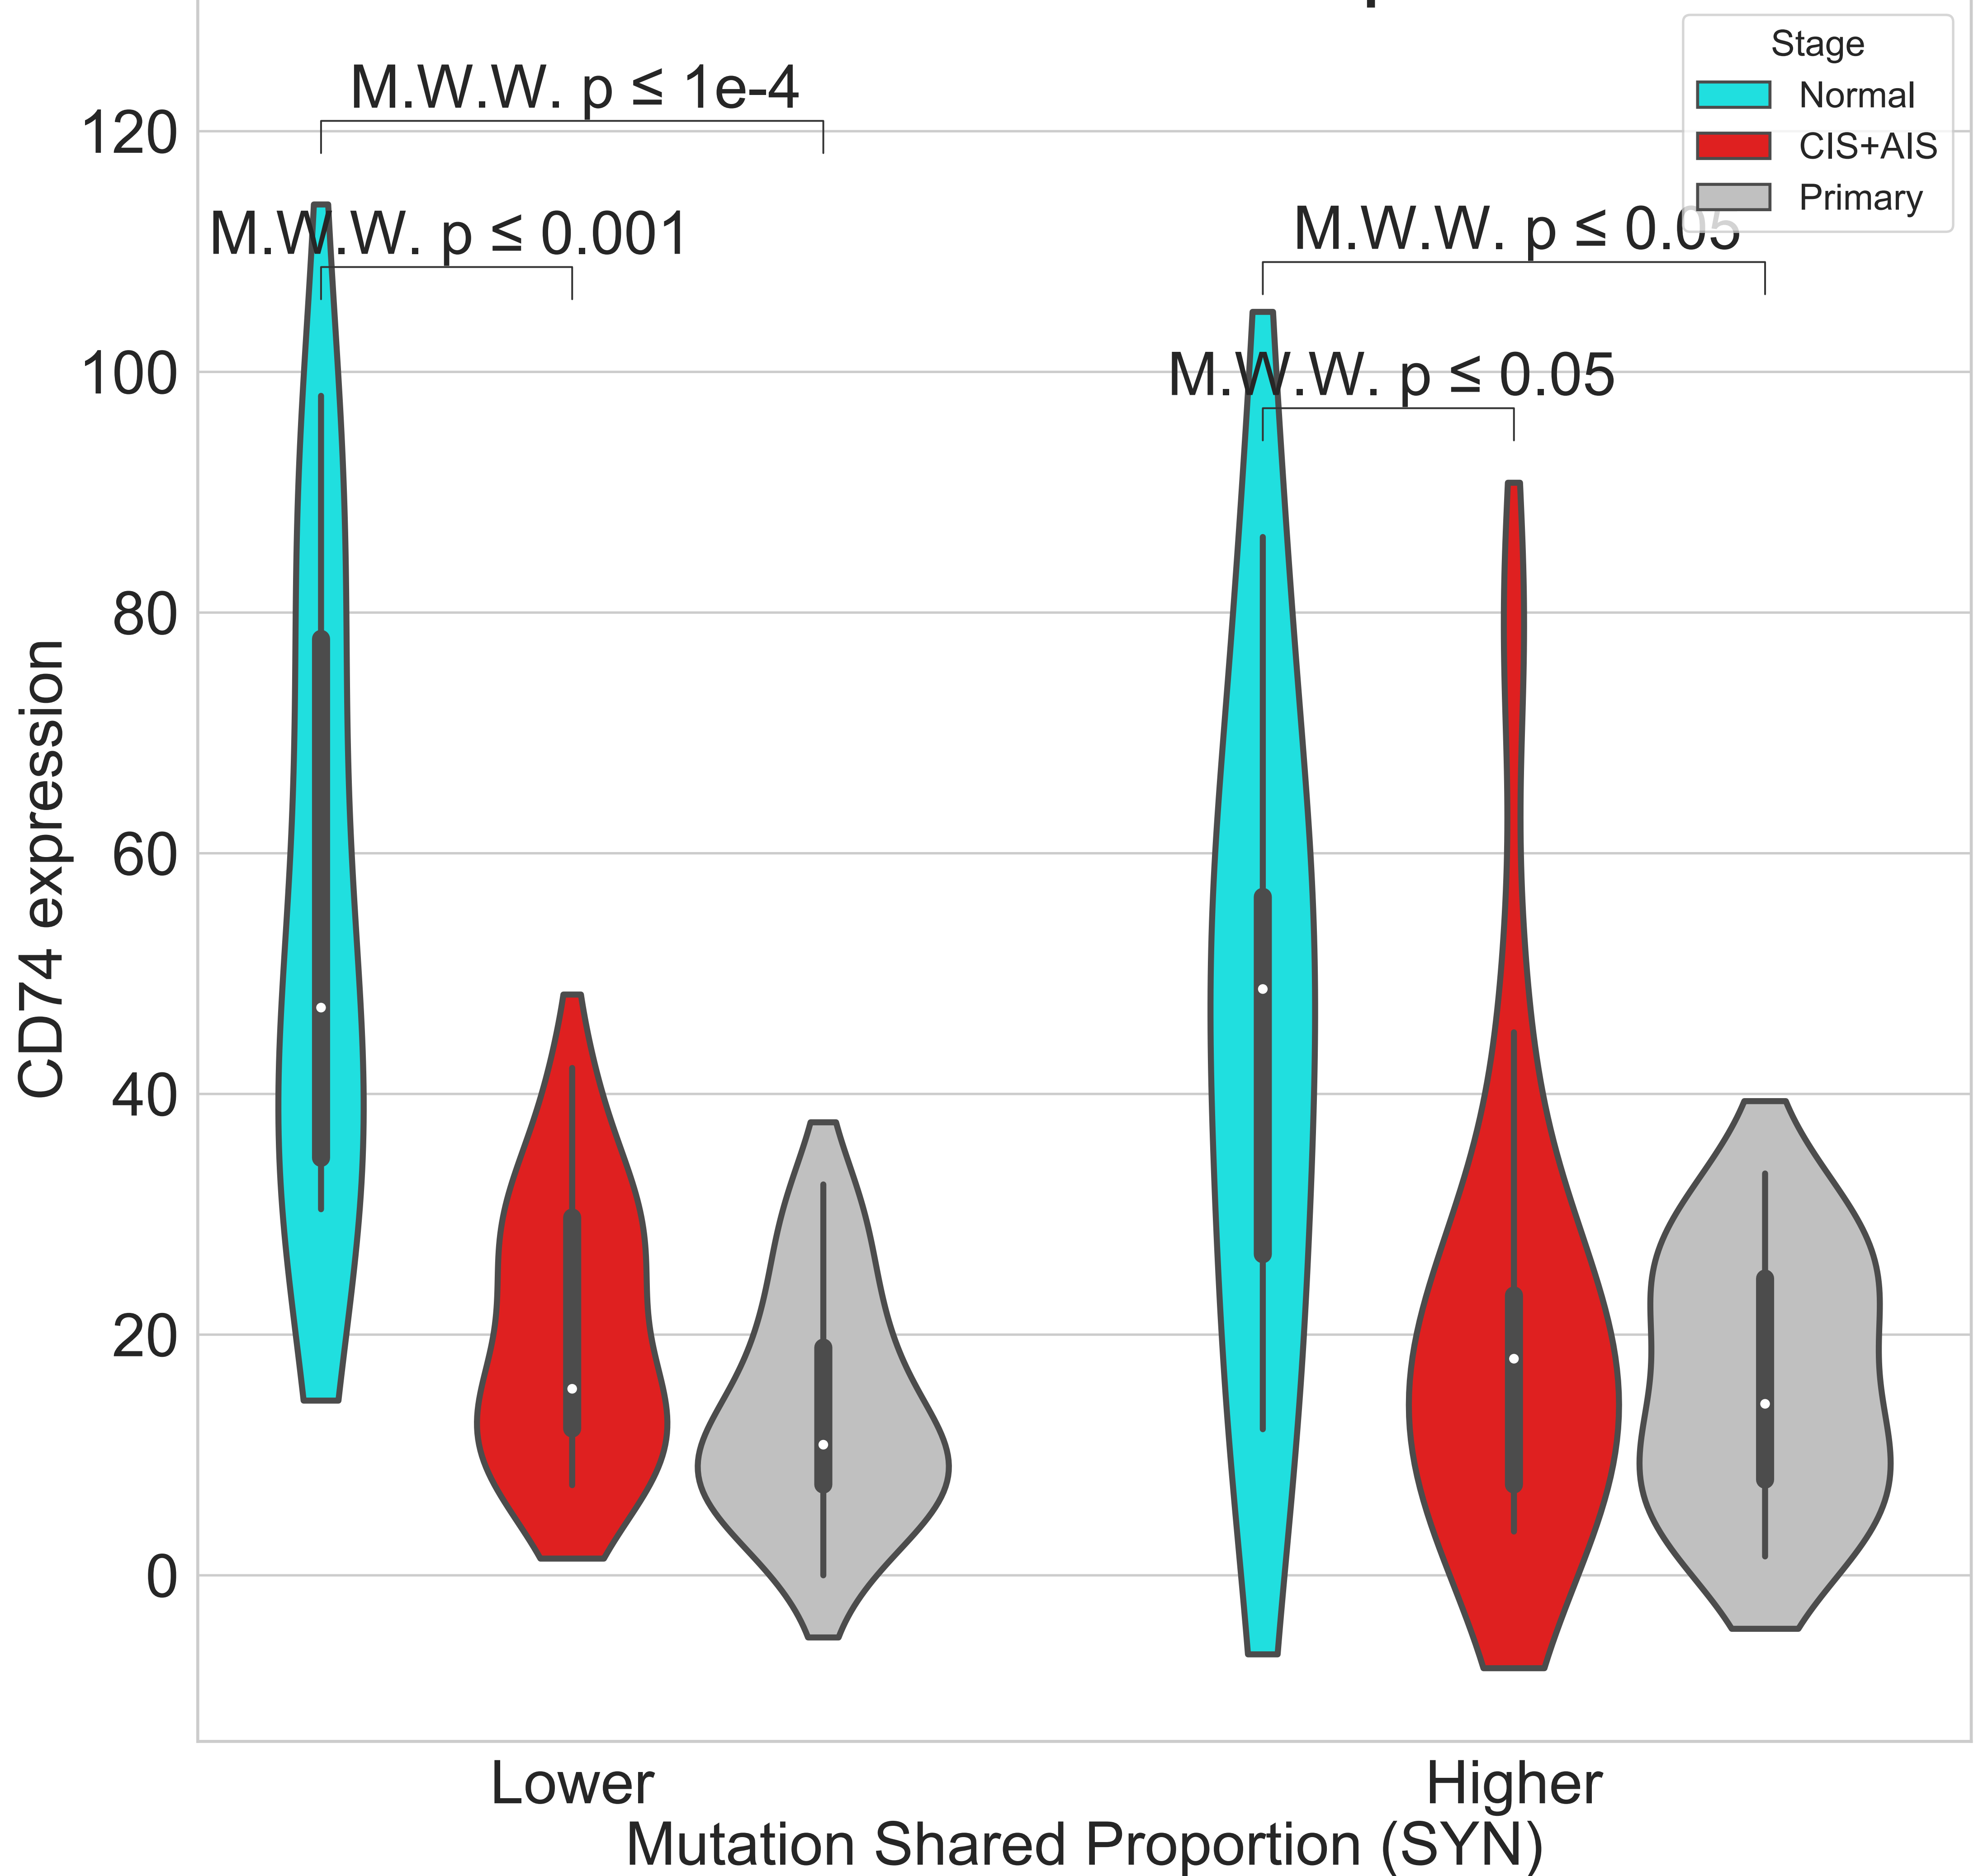 Stage
Normal
CIS+AIS
Primary
M.W.W. p ≤ 1e-4
M.W.W. p ≤ 0.001
M.W.W. p ≤ 0.05
M.W.W. p ≤ 0.05
120
100
80
60
40
20
0
CD74 expression
Lower
Higher
Mutation Shared Proportion (SYN)